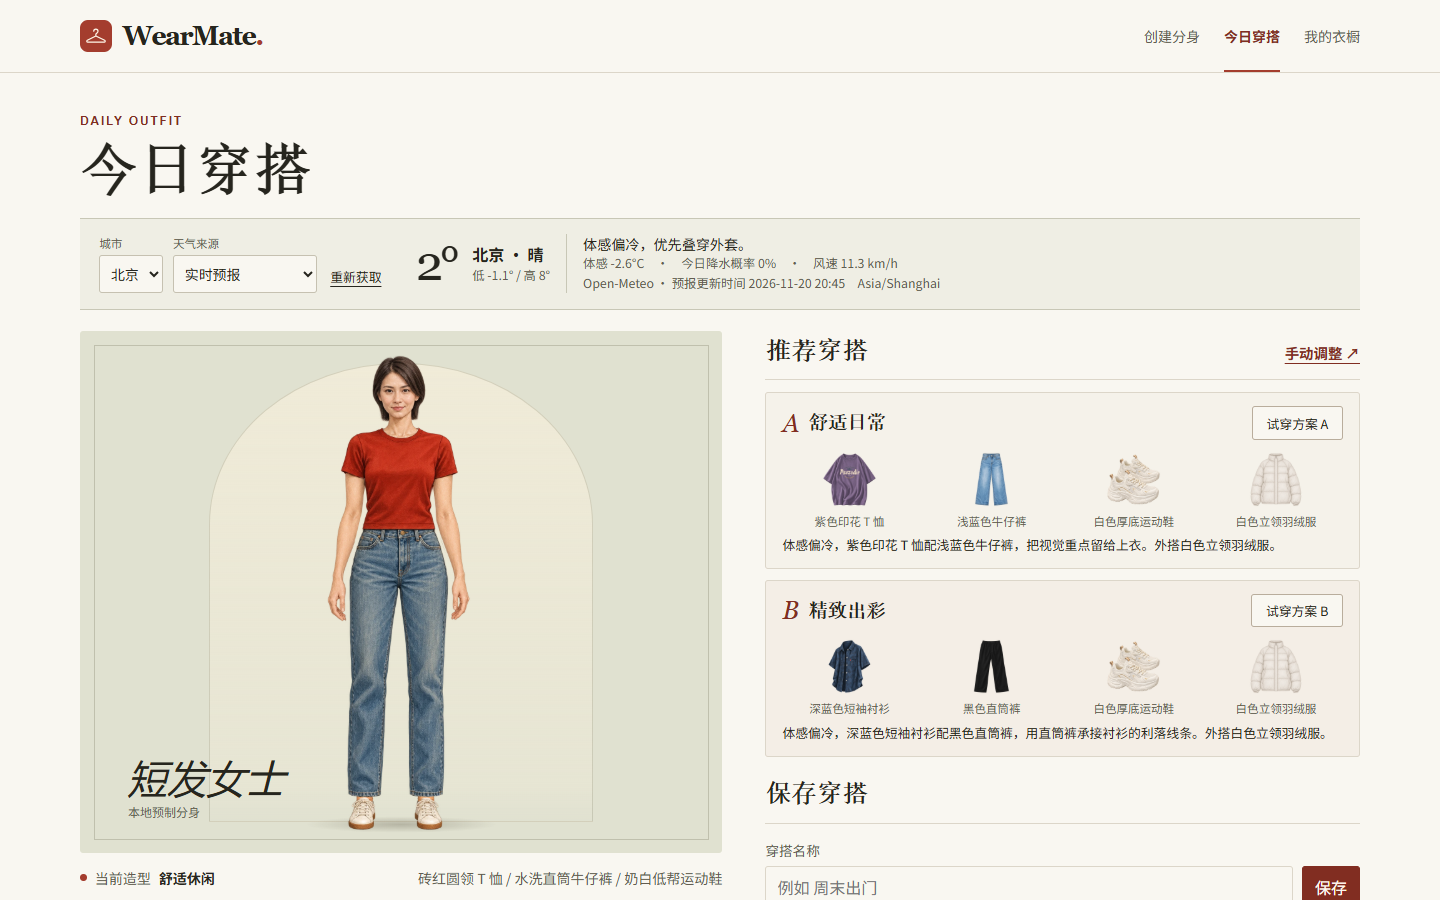 WearMate.
创建分身
今日穿搭
我的衣橱
DAILY OUTFIT
今日穿搭
城市
天气来源
北京
实时预报
重新获取
2°
北京 · 晴
低 -1.1° / 高 8°
体感偏冷，优先叠穿外套。
体感 -2.6°C · 今日降水概率 0% · 风速 11.3 km/h
Open-Meteo · 预报更新时间 2026-11-20 20:45 Asia/Shanghai
短发女士
本地预制分身
当前造型 舒适休闲
砖红圆领 T 恤 / 水洗直筒牛仔裤 / 奶白低帮运动鞋
推荐穿搭
手动调整 ↗
A 舒适日常
试穿方案 A
紫色印花 T 恤
浅蓝色牛仔裤
白色厚底运动鞋
白色立领羽绒服
体感偏冷，紫色印花 T 恤配浅蓝色牛仔裤，把视觉重点留给上衣。外搭白色立领羽绒服。
B 精致出彩
试穿方案 B
深蓝色短袖衬衫
黑色直筒裤
白色厚底运动鞋
白色立领羽绒服
体感偏冷，深蓝色短袖衬衫配黑色直筒裤，用直筒裤承接衬衫的利落线条。外搭白色立领羽绒服。
保存穿搭
穿搭名称
例如 周末出门
保存